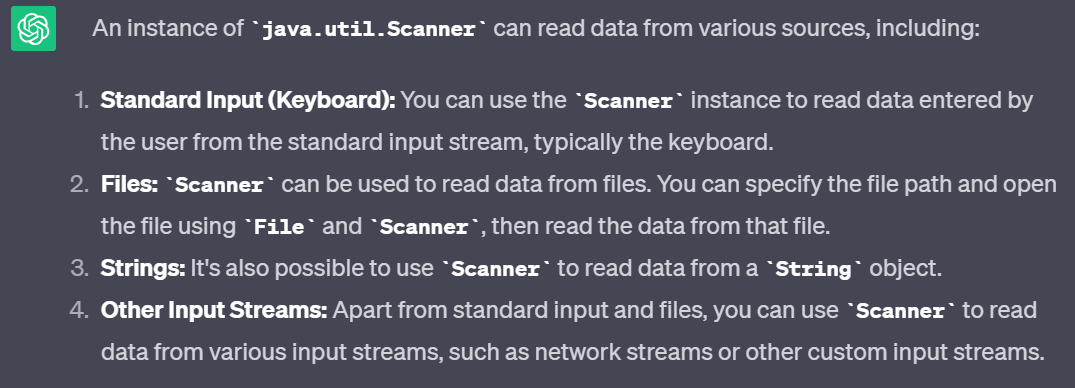 An instance of `java.util.Scanner` can read data from various sources, including:
1. Standard Input (Keyboard): You can use the `Scanner` instance to read data entered by
the user from the standard input stream, typically the keyboard.
2. Files: `Scanner` can be used to read data from files. You can specify the file path and open
the file using `File` and `Scanner`, then read the data from that file.
3. Strings: It's also possible to use `Scanner` to read data from a `String` object.
4. Other Input Streams: Apart from standard input and files, you can use `Scanner` to read
data from various input streams, such as network streams or other custom input streams.